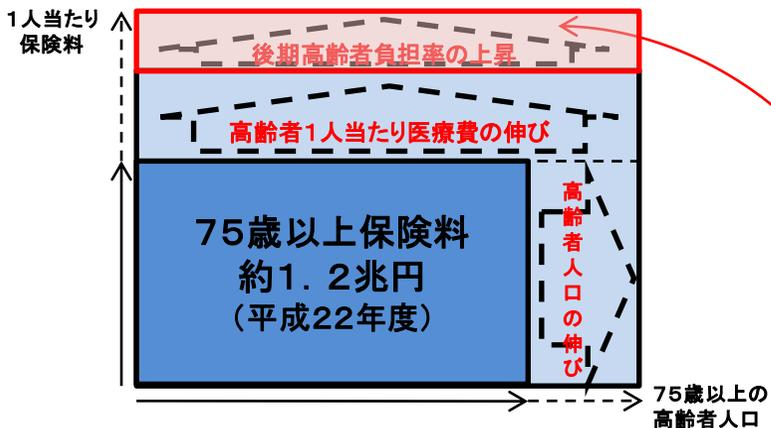 1人当たり
保険料
後期高齢者負担率の上昇
高齢者1人当たり医療費の伸び
75歳以上保険料
約1．2兆円
（平成22年度）
高齢者人口の伸び
75歳以上の
高齢者人口